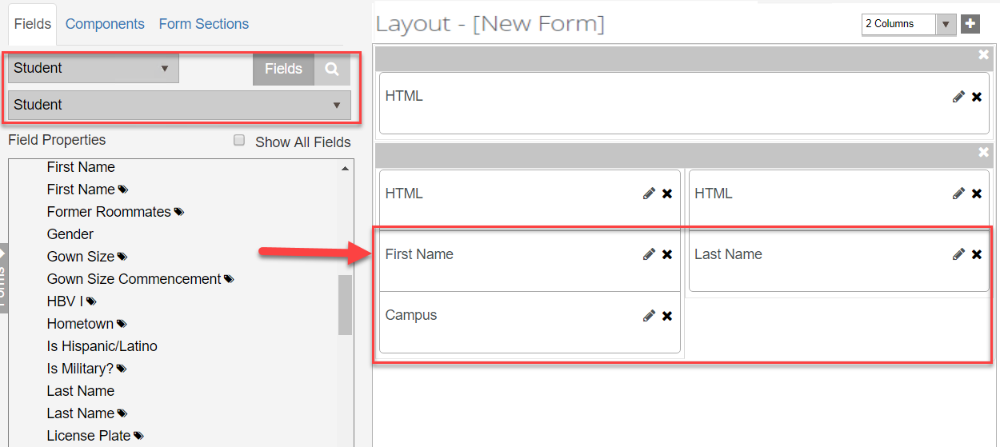 Fields Components Form Sections
Student
Fields
Student
Field Properties
Show All Fields
First Name
First Name
Former Roommates
Gender
Gown Size
Gown Size Commencement
HBV I
Hometown
Is Hispanic/Latino
Is Military?
Last Name
Last Name
License Plate
Layout - [New Form]
2 Columns
HTML
HTML
HTML
First Name
Last Name
Campus